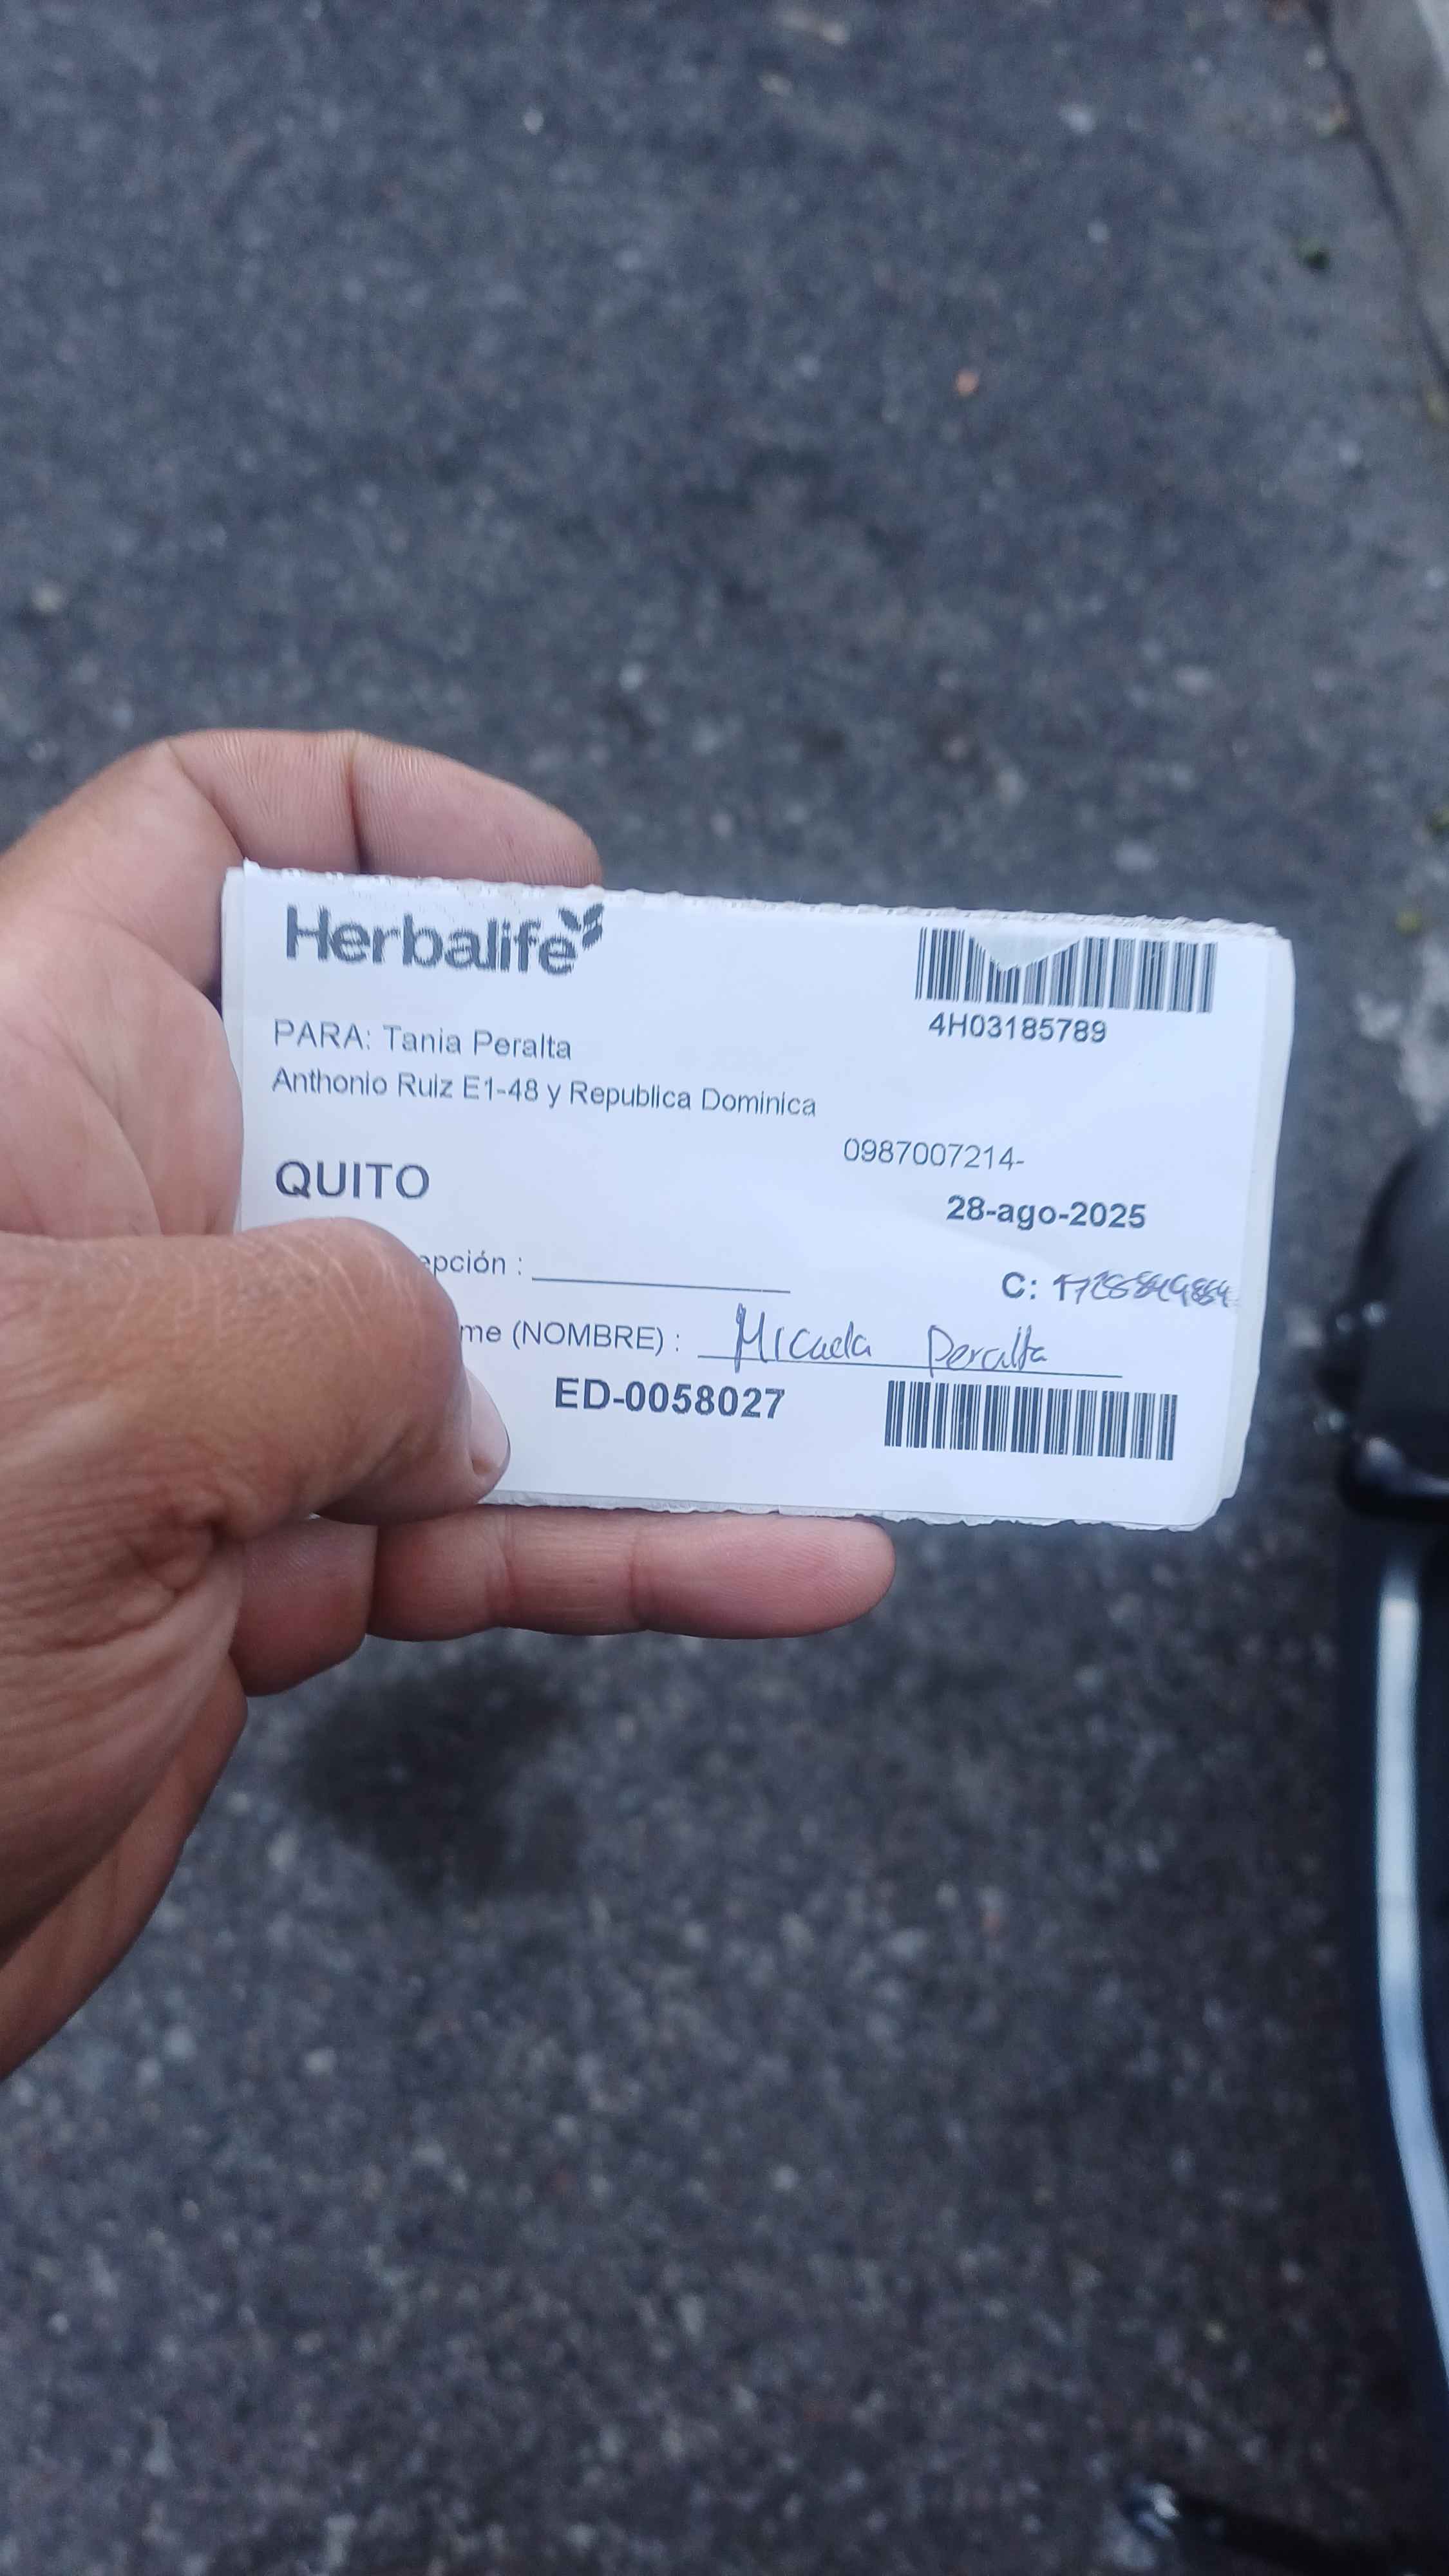 Herbalife
4H03185789
PARA: Tania Peralta
Anthonio Ruiz E1-48 y Republica Dominica
0987007214-
QUITO
28-ago-2025
epción :
C:
me (NOMBRE) : Micaela Peralta
ED-0058027